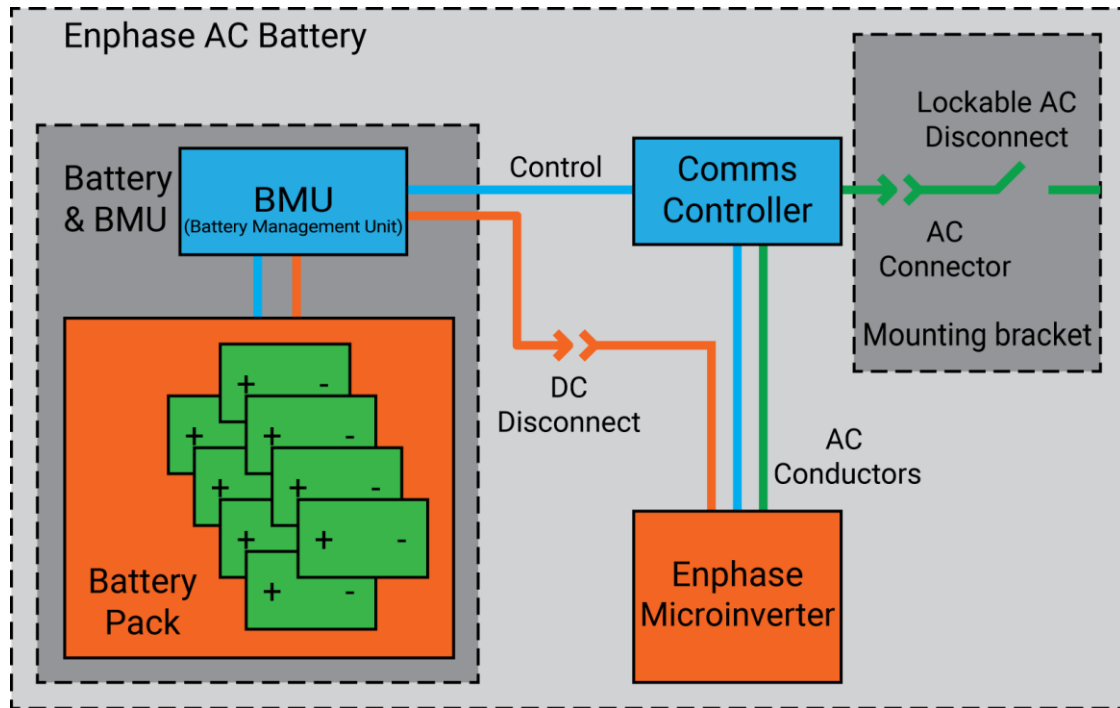 Enphase AC Battery
Battery
& BMU
BMU
(Battery Management Unit)
Control
Comms
Controller
Lockable AC
Disconnect
AC
Connector
Mounting bracket
DC
Disconnect
AC
Conductors
+ -
+
+ -
+
+ -
+
+ -
+ -
Battery
Pack
Enphase
Microinverter